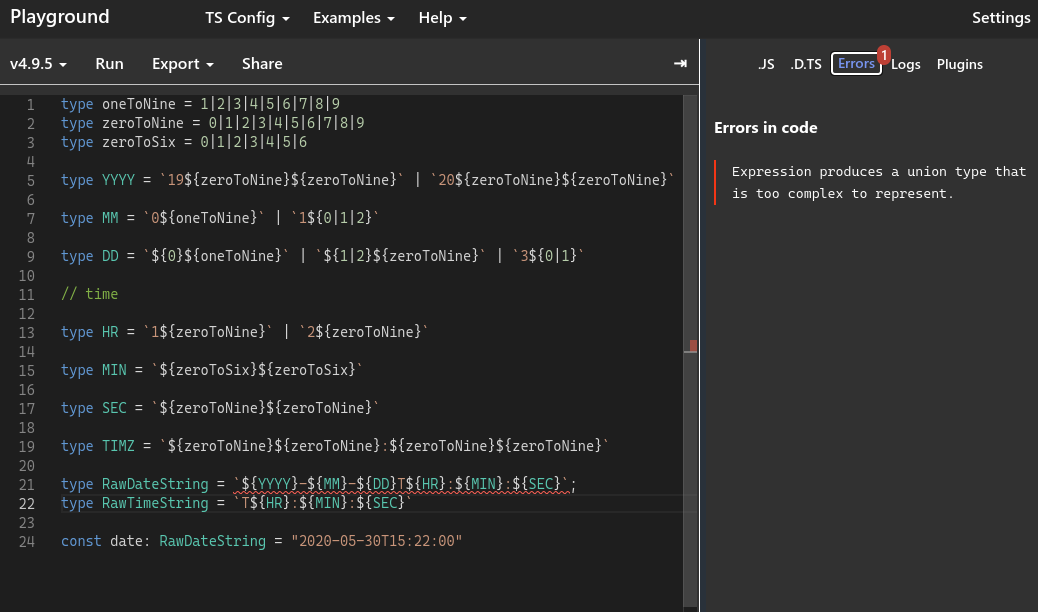 Playground
TS Config Examples Help Settings
v4.9.5 Run Export Share
.JS .D.TS Errors 1 Logs Plugins
1 type oneToNine = 1|2|3|4|5|6|7|8|9
2 type zeroToNine = 0|1|2|3|4|5|6|7|8|9
3 type zeroToSix = 0|1|2|3|4|5|6
4
5 type YYYY = `19${zeroToNine}${zeroToNine}` | `20${zeroToNine}${zeroToNine}`
6
7 type MM = `0${oneToNine}` | `1${0|1|2}`
8
9 type DD = `${0}${oneToNine}` | `${1|2}${zeroToNine}` | `3${0|1}`
10
11 // time
12
13 type HR = `1${zeroToNine}` | `2${zeroToNine}`
14
15 type MIN = `${zeroToSix}${zeroToSix}`
16
17 type SEC = `${zeroToNine}${zeroToNine}`
18
19 type TIMZ = `${zeroToNine}${zeroToNine}:${zeroToNine}${zeroToNine}`
20
21 type RawDateString = `${YYYY}-${MM}-${DD}T${HR}:${MIN}:${SEC}`;
22 type RawTimeString = `T${HR}:${MIN}:${SEC}`
23
24 const date: RawDateString = "2020-05-30T15:22:00"
Errors in code
Expression produces a union type that
is too complex to represent.